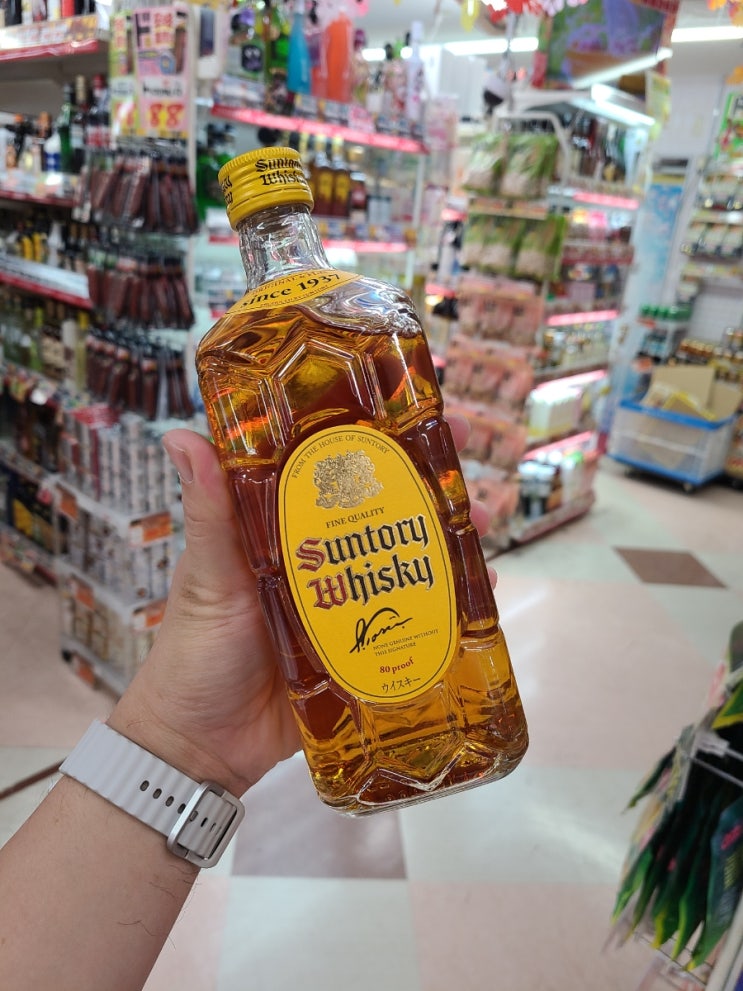 Suntory
Whisky
Since 1937
FROM THE HOUSE OF SUNTORY
FINE QUALITY
Suntory
Whisky
NONE GENUINE WITHOUT
THIS SIGNATURE
80 proof
ウイスキー
88